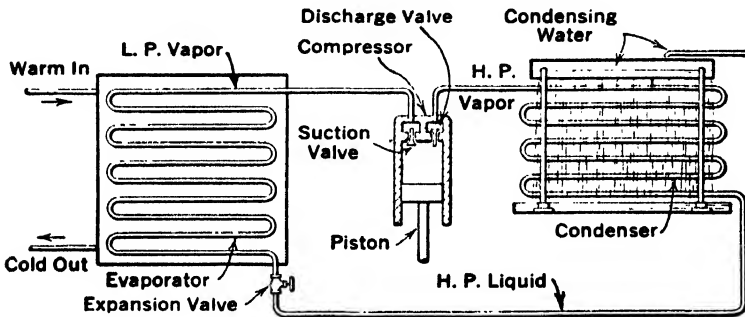 Discharge Valve
Compressor
Condensing
Water
L. P. Vapor
Warm In
H. P.
Vapor
Suction
Valve
Piston
Condenser
Cold Out
Evaporator
Expansion Valve
H. P. Liquid